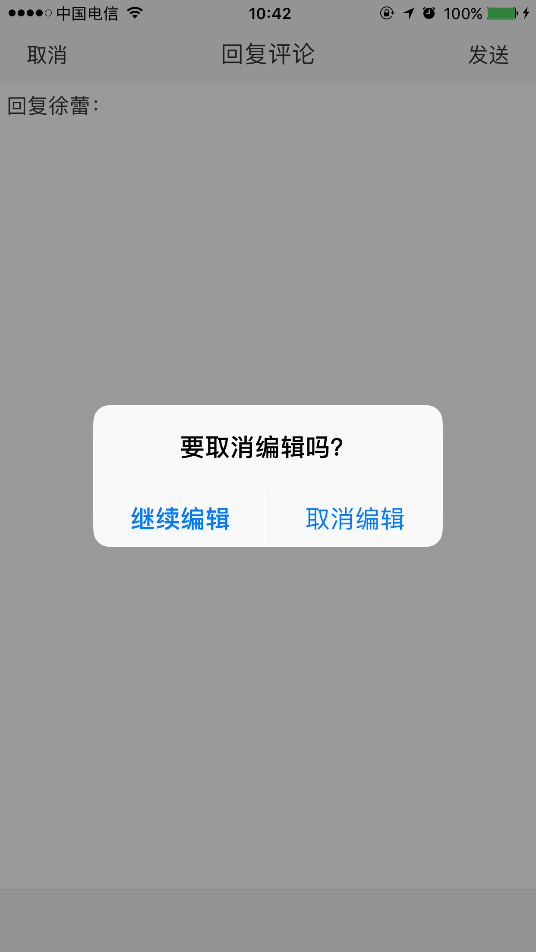 中国电信 10:42 100%
取消 回复评论 发送
回复徐蕾：
要取消编辑吗?
继续编辑 取消编辑